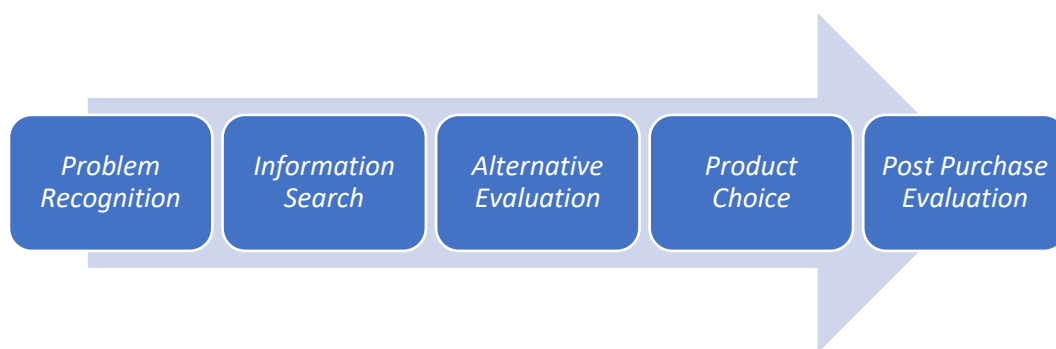 Problem
Recognition
Information
Search
Alternative
Evaluation
Product
Choice
Post Purchase
Evaluation